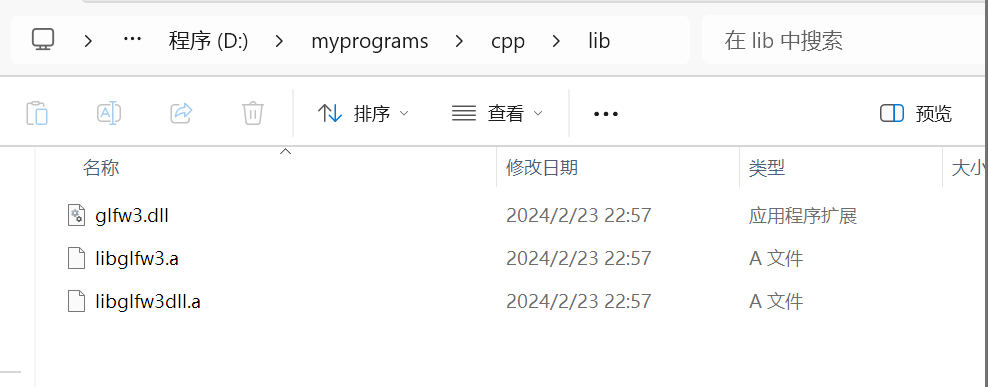 ··· 程序 (D:) myprograms cpp lib 在 lib 中搜索
排序 查看 ··· 预览
名称 修改日期 类型 大小
glfw3.dll 2024/2/23 22:57 应用程序扩展
libglfw3.a 2024/2/23 22:57 A 文件
libglfw3dll.a 2024/2/23 22:57 A 文件